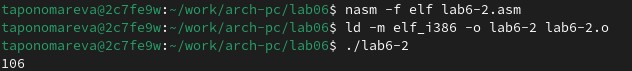 taponomareva@2c7fe9w:~/work/arch-pc/lab06$ nasm -f elf lab6-2.asm
taponomareva@2c7fe9w:~/work/arch-pc/lab06$ ld -m elf_i386 -o lab6-2 lab6-2.o
taponomareva@2c7fe9w:~/work/arch-pc/lab06$ ./lab6-2
106